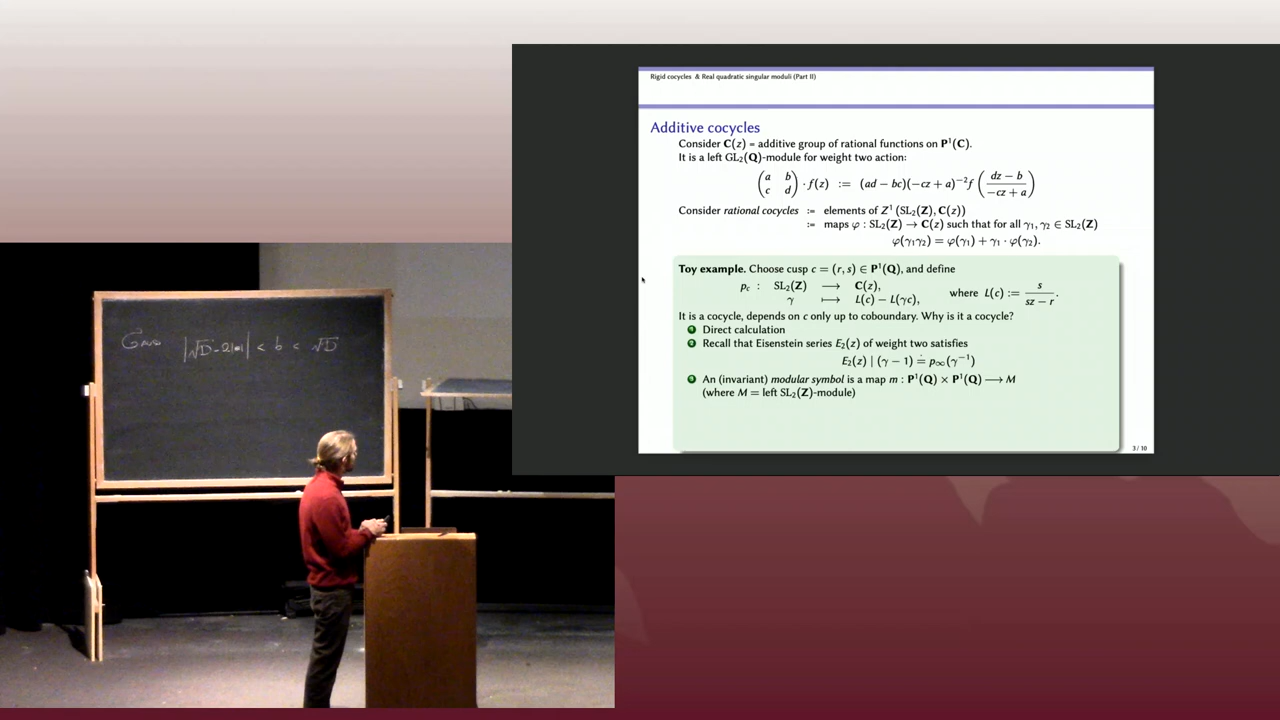 Gauss |√D - 2|a|| < b < √D
Rigid cocycles & Real quadratic singular moduli (Part II)
Additive cocycles
Consider C(z) = additive group of rational functions on P¹(C).
It is a left GL₂(Q)-module for weight two action:
(a b; c d) · f(z) := (ad − bc)(−cz + a)⁻² f((dz − b)/(−cz + a))
Consider rational cocycles := elements of Z¹(SL₂(Z), C(z))
:= maps φ : SL₂(Z) → C(z) such that for all γ₁, γ₂ ∈ SL₂(Z)
φ(γ₁γ₂) = φ(γ₁) + γ₁ · φ(γ₂).
Toy example. Choose cusp c = (r, s) ∈ P¹(Q), and define
p_c : SL₂(Z) ⟶ C(z),
γ ⟼ L(c) − L(γc), where L(c) := s/(sz − r).
It is a cocycle, depends on c only up to coboundary. Why is it a cocycle?
1 Direct calculation
2 Recall that Eisenstein series E₂(z) of weight two satisfies
E₂(z) | (γ − 1) ≐ p_∞(γ⁻¹)
3 An (invariant) modular symbol is a map m : P¹(Q) × P¹(Q) ⟶ M
(where M = left SL₂(Z)-module)
3 / 10